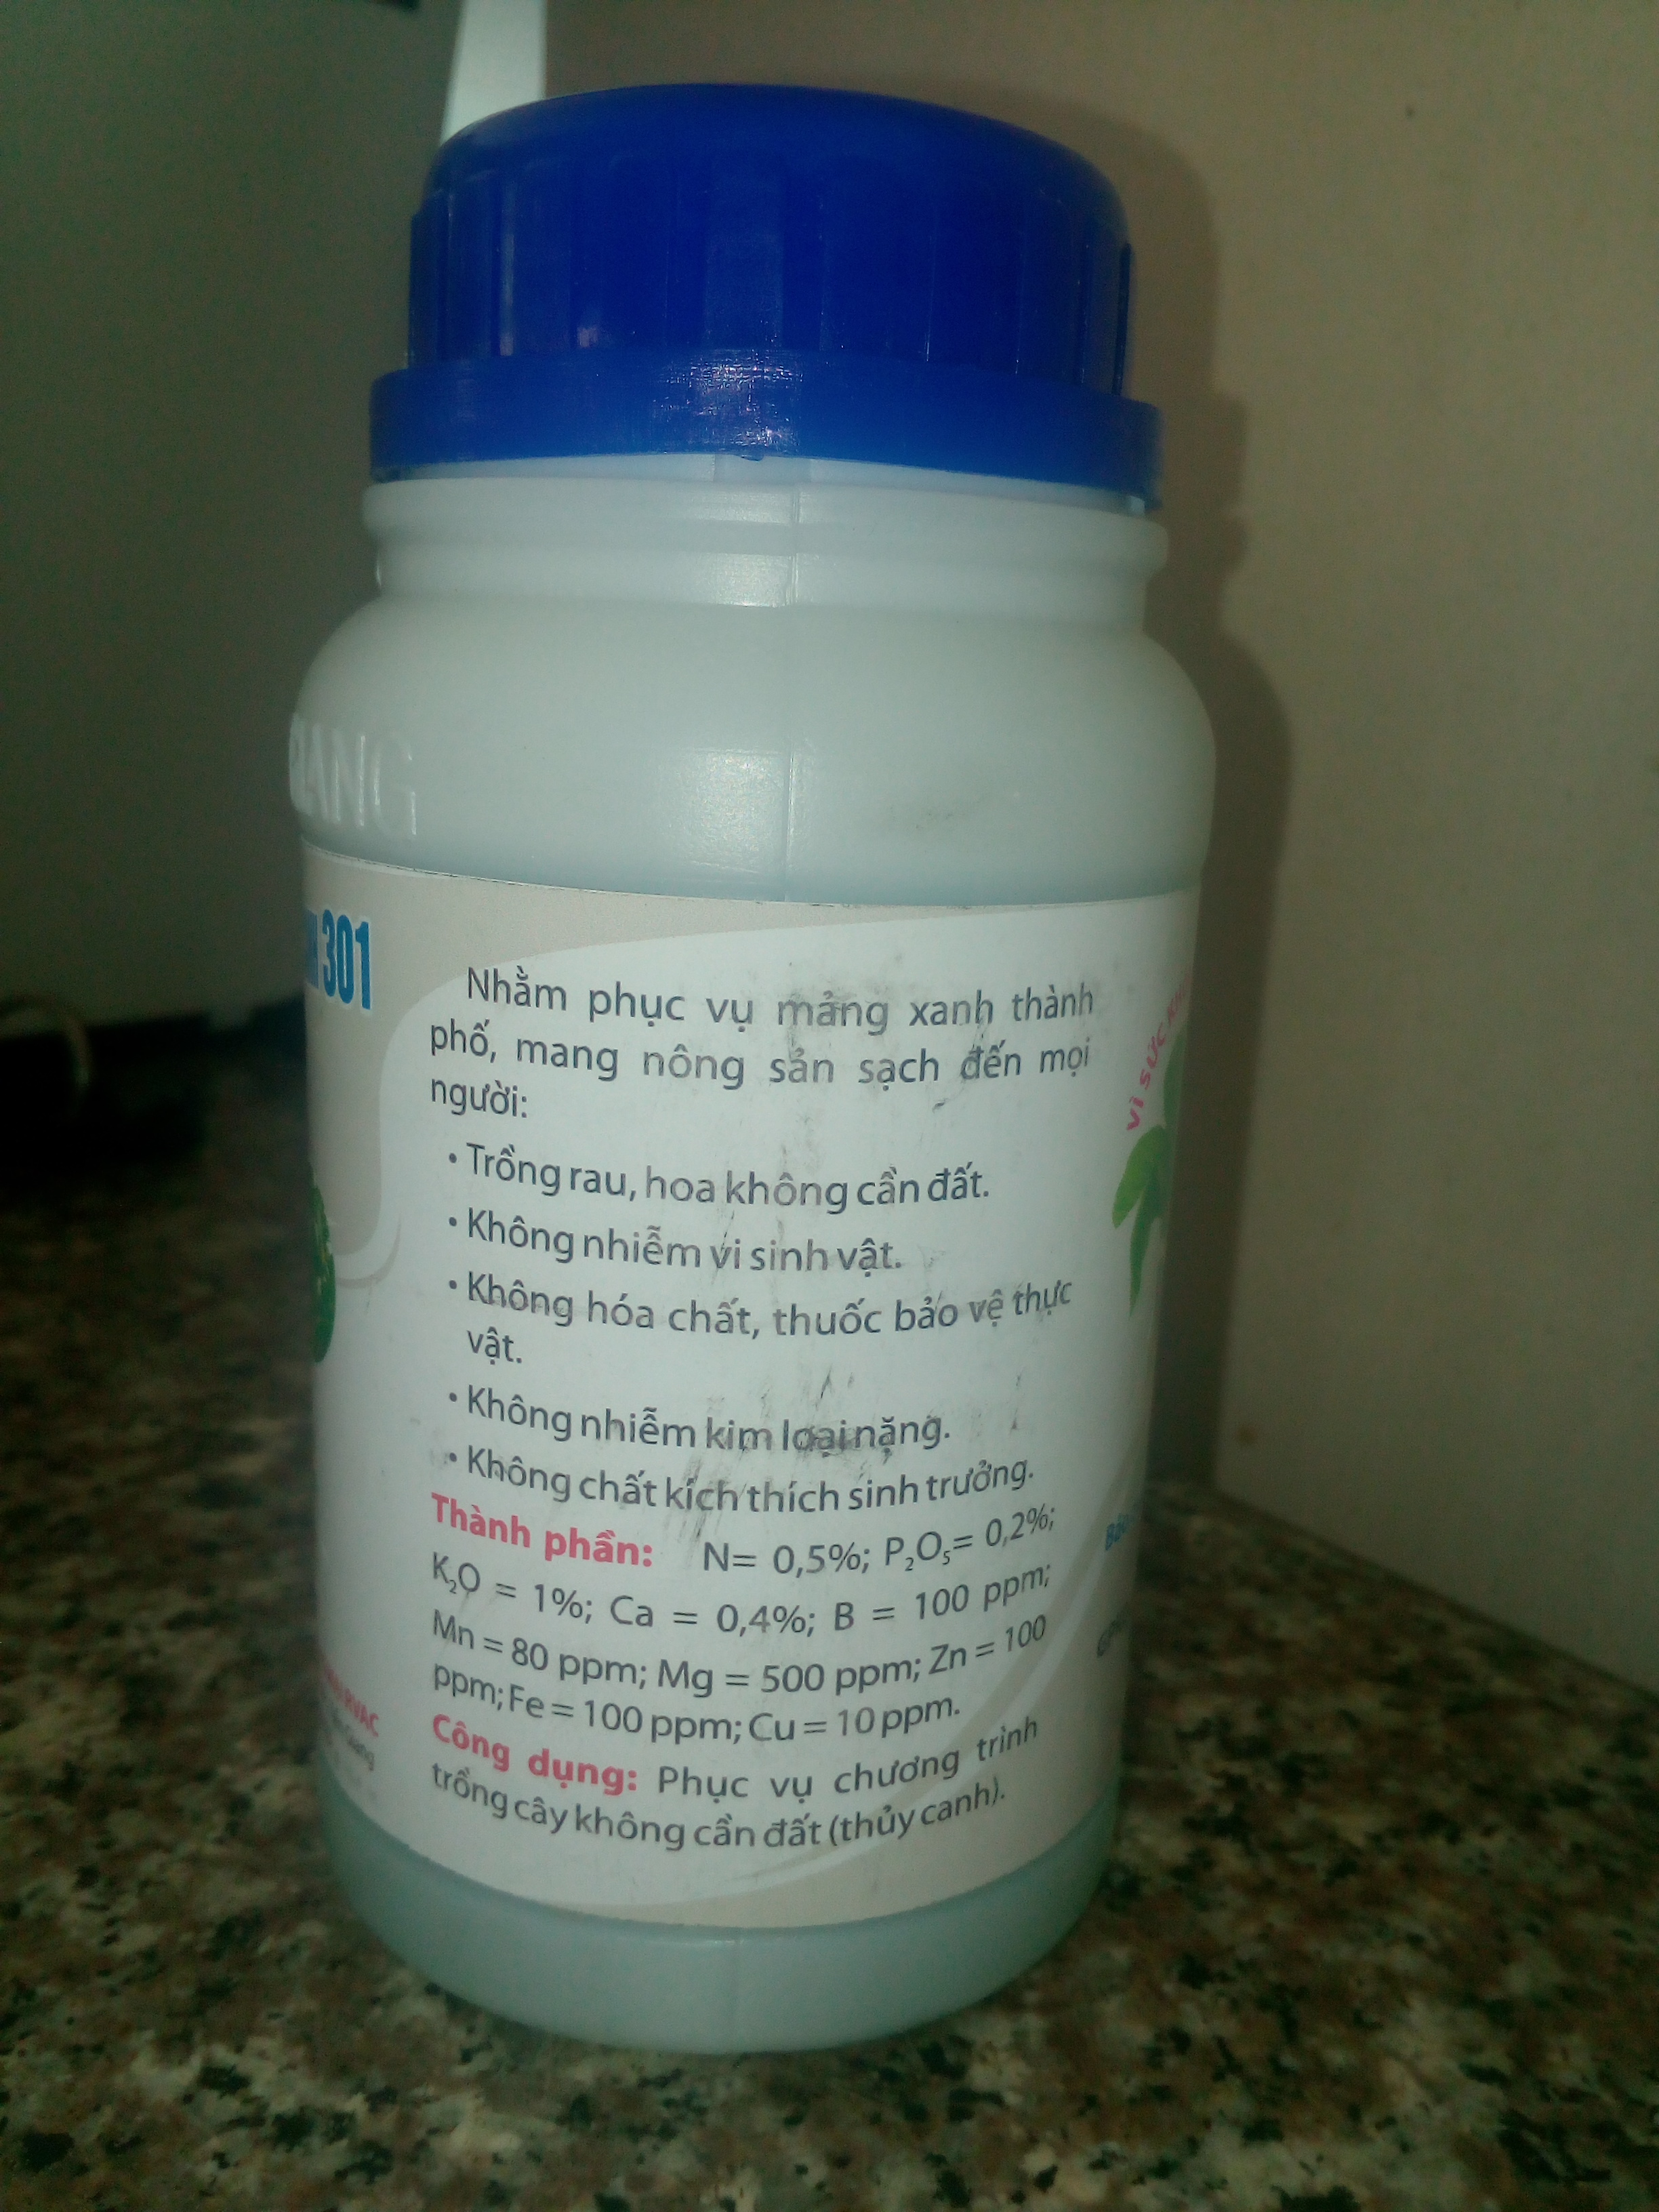 301
Nhằm phục vụ mảng xanh thành
phố, mang nông sản sạch đến mọi
người:
• Trồng rau, hoa không cần đất.
• Không nhiễm vi sinh vật.
• Không hóa chất, thuốc bảo vệ thực
vật.
• Không nhiễm kim loại nặng.
• Không chất kích thích sinh trưởng.
Thành phần: N= 0,5%; P₂O₅= 0,2%;
K₂O = 1%; Ca = 0,4%; B = 100 ppm;
Mn = 80 ppm; Mg = 500 ppm; Zn = 100
ppm; Fe = 100 ppm; Cu = 10 ppm.
Công dụng: Phục vụ chương trình
trồng cây không cần đất (thủy canh).
VÌ SỨC